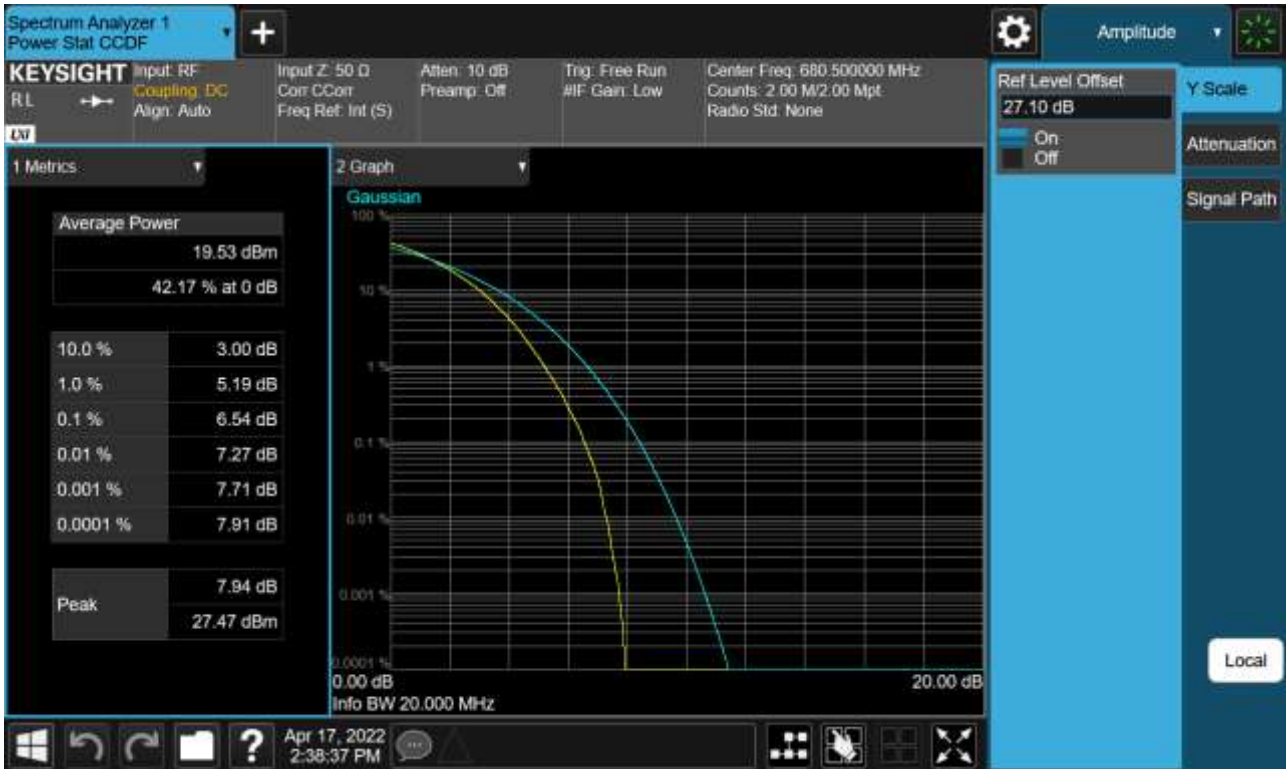 Spectrum Analyzer 1
Power Stat CCDF
+
Amplitude
KEYSIGHT
RL
LXI
Input: RF
Coupling: DC
Align: Auto
Input Z: 50 Ω
Corr CCorr
Freq Ref: Int (S)
Atten: 10 dB
Preamp: Off
Trig: Free Run
#IF Gain: Low
Center Freq: 680.500000 MHz
Counts: 2.00 M/2.00 Mpt
Radio Std: None
Ref Level Offset
27.10 dB
On
Off
Y Scale
Attenuation
Signal Path
Local
1 Metrics
Average Power
19.53 dBm
42.17 % at 0 dB
10.0 % 3.00 dB
1.0 % 5.19 dB
0.1 % 6.54 dB
0.01 % 7.27 dB
0.001 % 7.71 dB
0.0001 % 7.91 dB
Peak 7.94 dB
27.47 dBm
2 Graph
Gaussian
100 %
10 %
1 %
0.1 %
0.01 %
0.001 %
0.0001 %
0.00 dB 20.00 dB
Info BW 20.000 MHz
?
Apr 17, 2022
2:38:37 PM